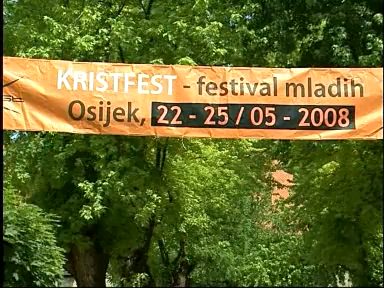 KRISTFEST - festival mladih
Osijek, 22 - 25 / 05 - 2008